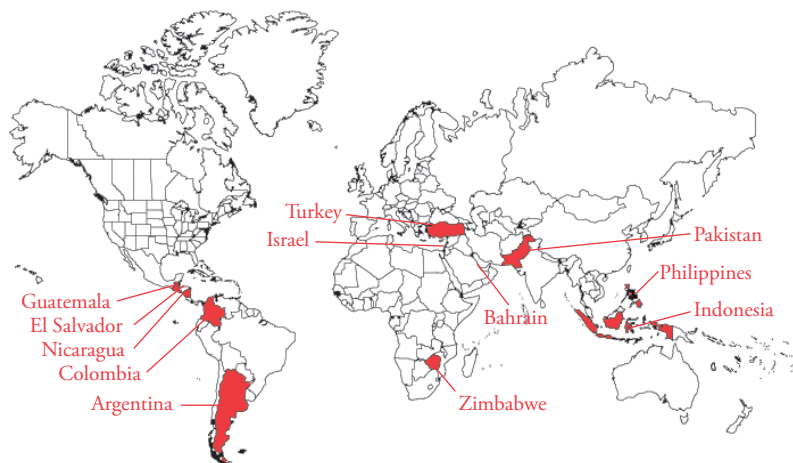 Turkey
Israel
Pakistan
Philippines
Guatemala
El Salvador
Nicaragua
Colombia
Bahrain
Indonesia
Argentina
Zimbabwe